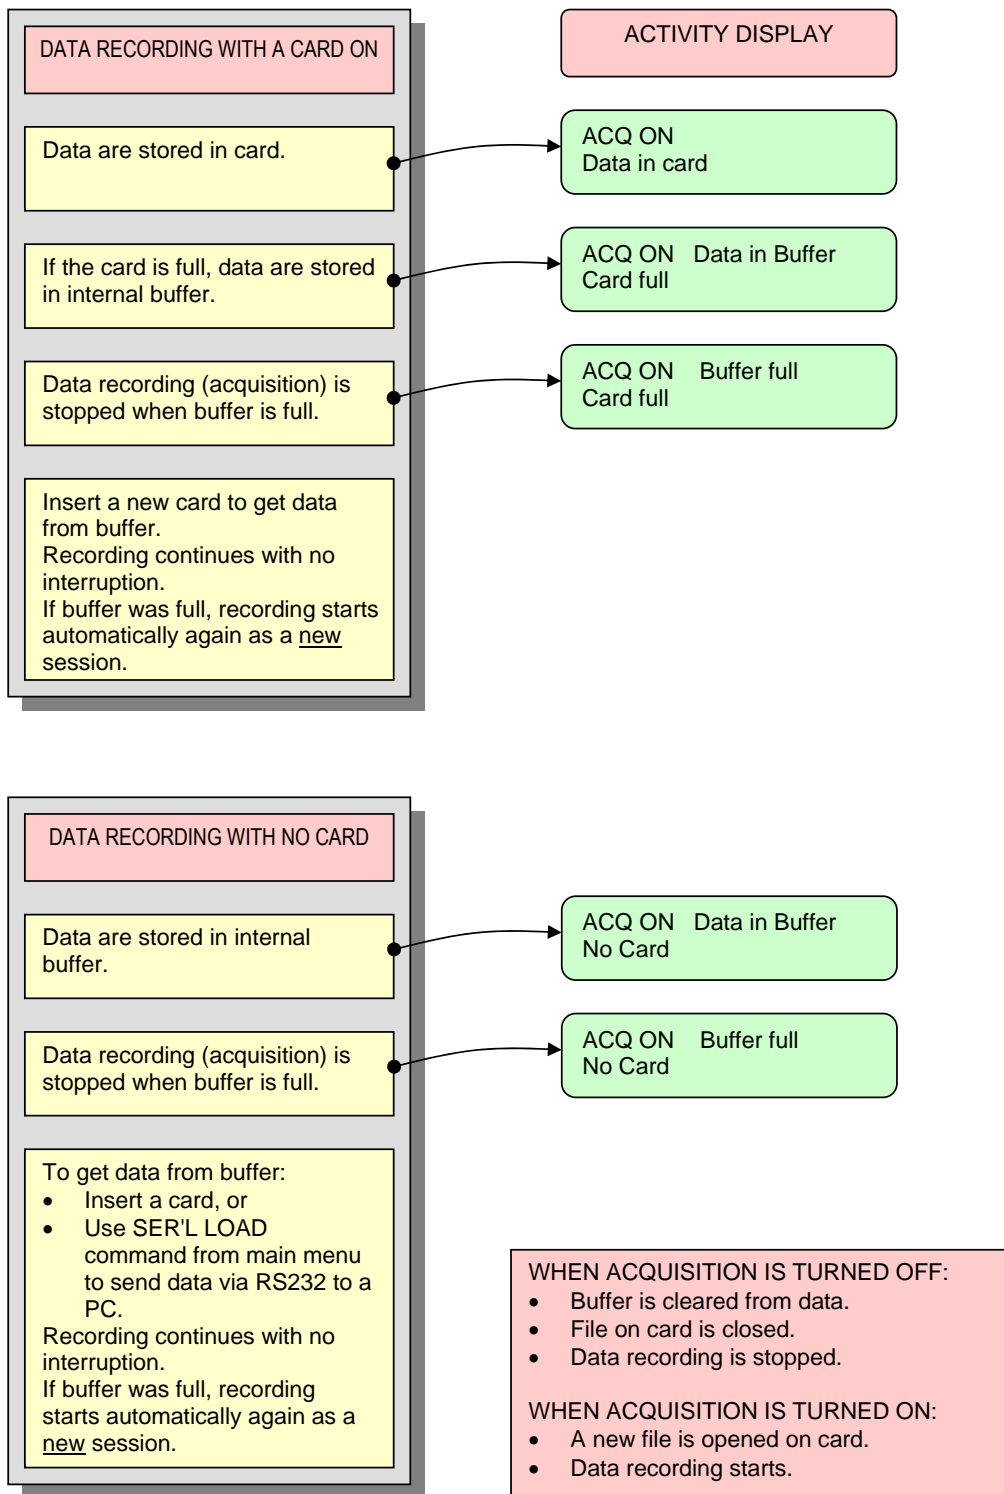 DATA RECORDING WITH A CARD ON
ACTIVITY DISPLAY
Data are stored in card.
ACQ ON
Data in card
If the card is full, data are stored
in internal buffer.
ACQ ON Data in Buffer
Card full
Data recording (acquisition) is
stopped when buffer is full.
ACQ ON Buffer full
Card full
Insert a new card to get data
from buffer.
Recording continues with no
interruption.
If buffer was full, recording starts
automatically again as a new
session.
DATA RECORDING WITH NO CARD
Data are stored in internal
buffer.
ACQ ON Data in Buffer
No Card
Data recording (acquisition) is
stopped when buffer is full.
ACQ ON Buffer full
No Card
To get data from buffer:
• Insert a card, or
• Use SER'L LOAD
command from main menu
to send data via RS232 to a
PC.
Recording continues with no
interruption.
If buffer was full, recording
starts automatically again as a
new session.
WHEN ACQUISITION IS TURNED OFF:
• Buffer is cleared from data.
• File on card is closed.
• Data recording is stopped.
WHEN ACQUISITION IS TURNED ON:
• A new file is opened on card.
• Data recording starts.